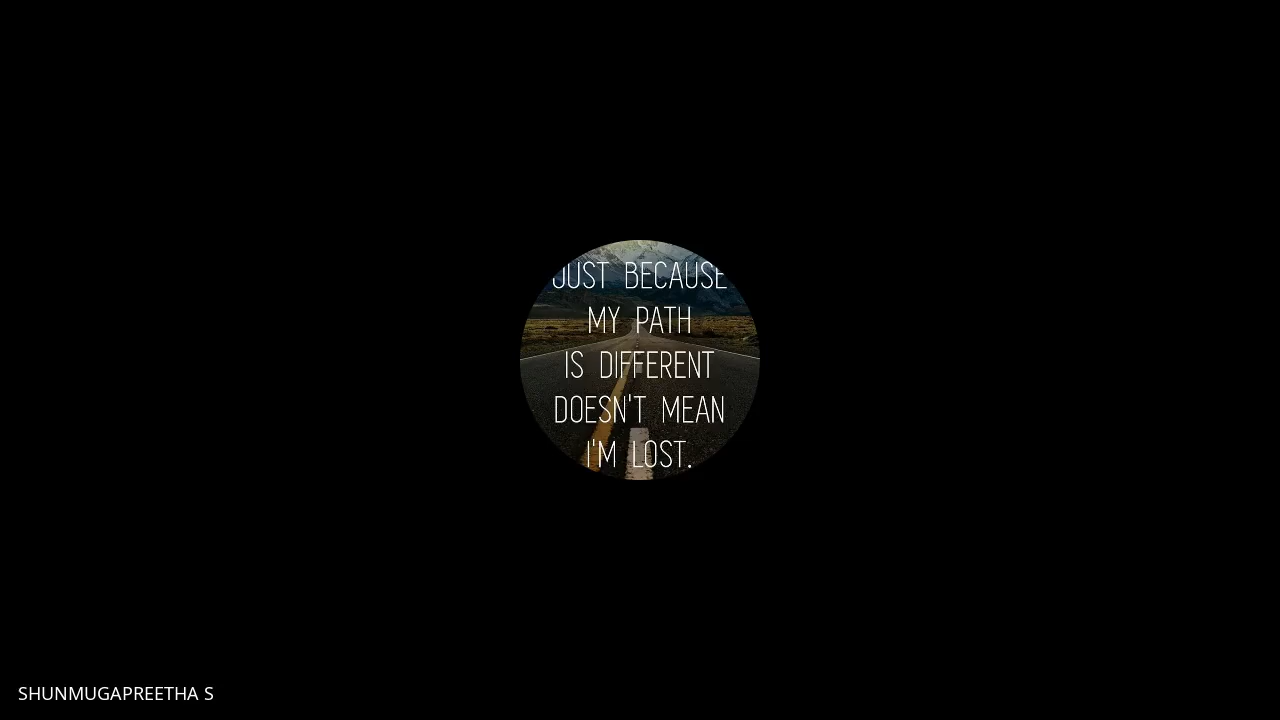 JUST BECAUSE
MY PATH
IS DIFFERENT
DOESN'T MEAN
I'M LOST.
SHUNMUGAPREETHA S